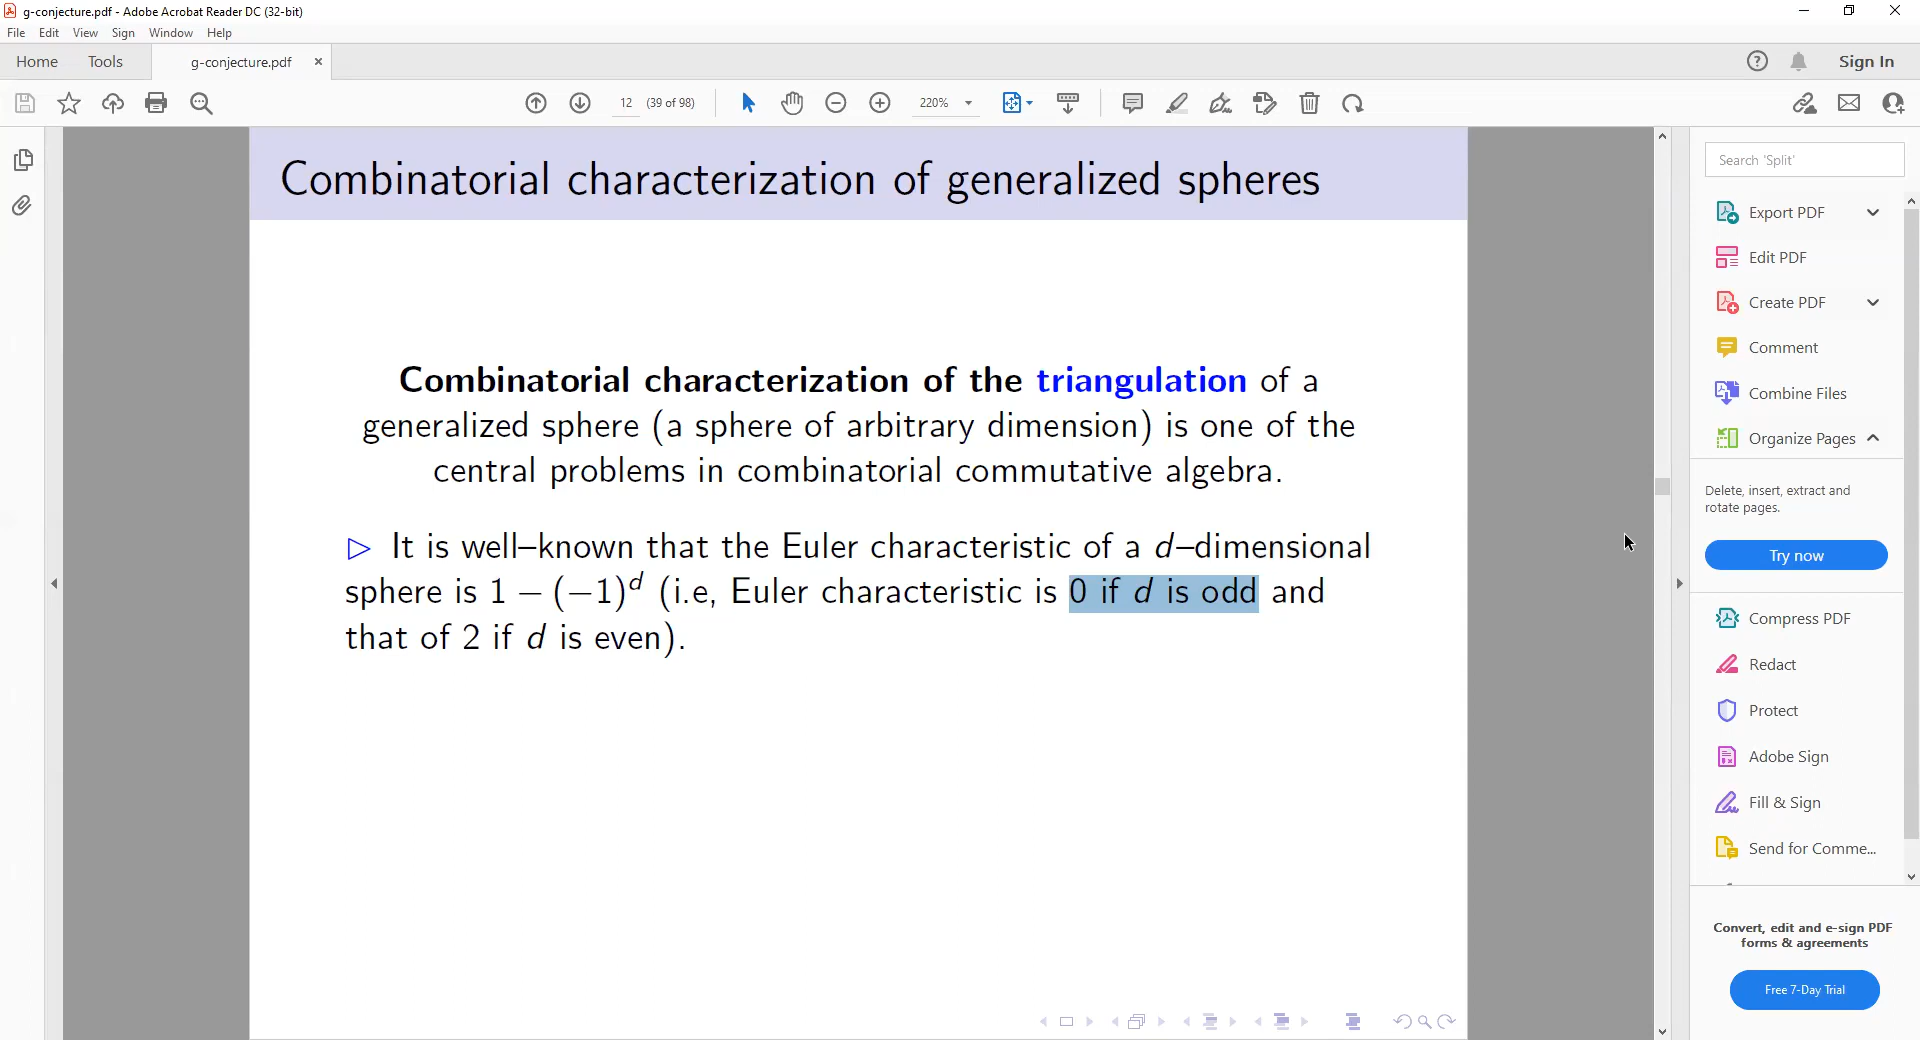 g-conjecture.pdf - Adobe Acrobat Reader DC (32-bit)
File Edit View Sign Window Help
Home Tools g-conjecture.pdf × Sign In
12 (39 of 98) 220%
Combinatorial characterization of generalized spheres
Combinatorial characterization of the triangulation of a
generalized sphere (a sphere of arbitrary dimension) is one of the
central problems in combinatorial commutative algebra.
▷ It is well–known that the Euler characteristic of a d–dimensional
sphere is 1 − (−1)^d (i.e, Euler characteristic is 0 if d is odd and
that of 2 if d is even).
Search 'Split'
Export PDF
Edit PDF
Create PDF
Comment
Combine Files
Organize Pages
Delete, insert, extract and
rotate pages.
Try now
Compress PDF
Redact
Protect
Adobe Sign
Fill & Sign
Send for Comme...
Convert, edit and e-sign PDF
forms & agreements
Free 7-Day Trial